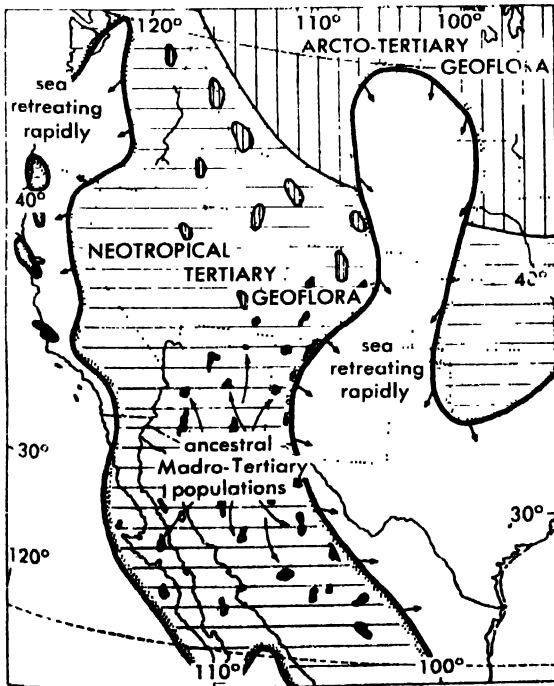 120°
110°
100°
ARCTO-TERTIARY
GEOFLORA
sea
retreating
rapidly
40°
NEOTROPICAL
TERTIARY
GEOFLORA
40°
sea
retreating
rapidly
30°
ancestral
Madro-Tertiary
populations
30°
120°
110°
100°